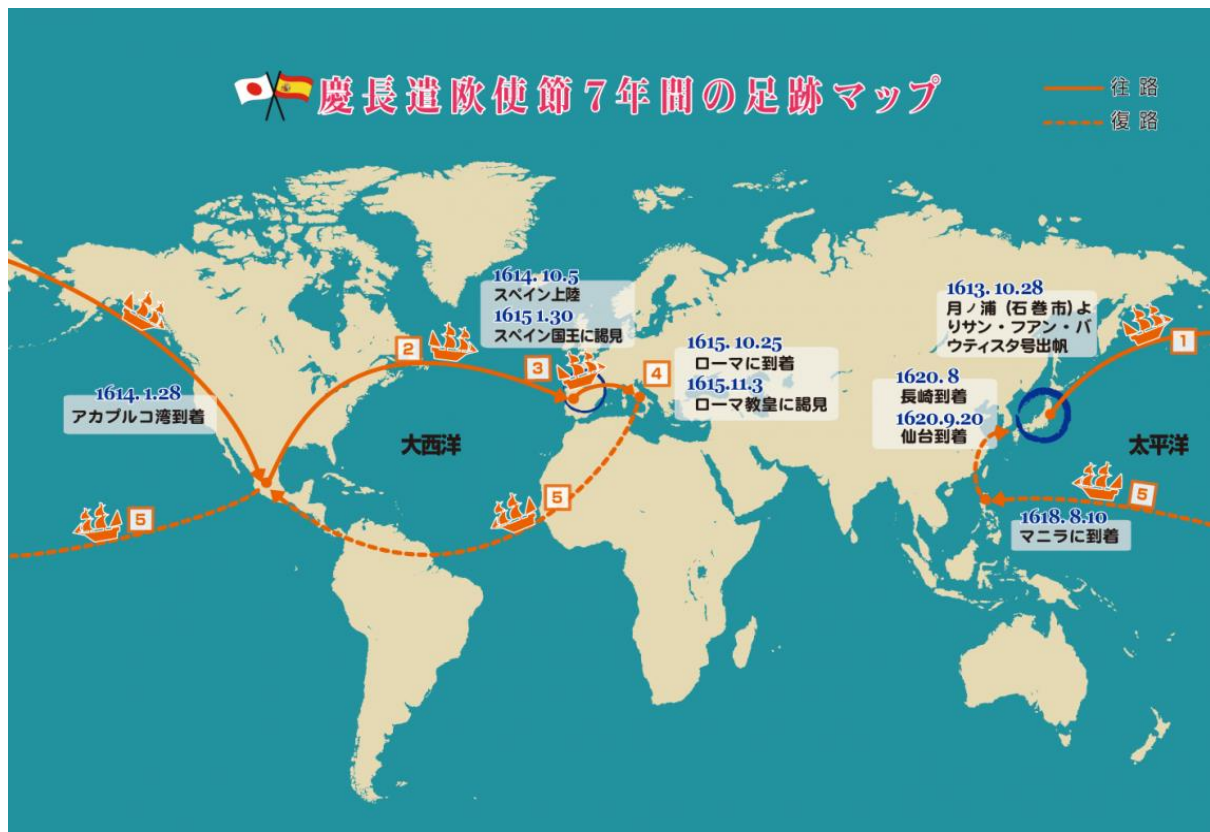 慶長遣欧使節7年間の足跡マップ
往路
復路
1614.10.5
スペイン上陸
1615 1.30
スペイン国王に謁見
1613.10.28
月ノ浦（石巻市）よ
りサン・フアン・バ
ウティスタ号出帆
1
2
3
4
1615.10.25
ローマに到着
1615.11.3
ローマ教皇に謁見
1614.1.28
アカプルコ湾到着
1620.8
長崎到着
1620.9.20
仙台到着
大西洋
太平洋
5
5
5
1618.8.10
マニラに到着